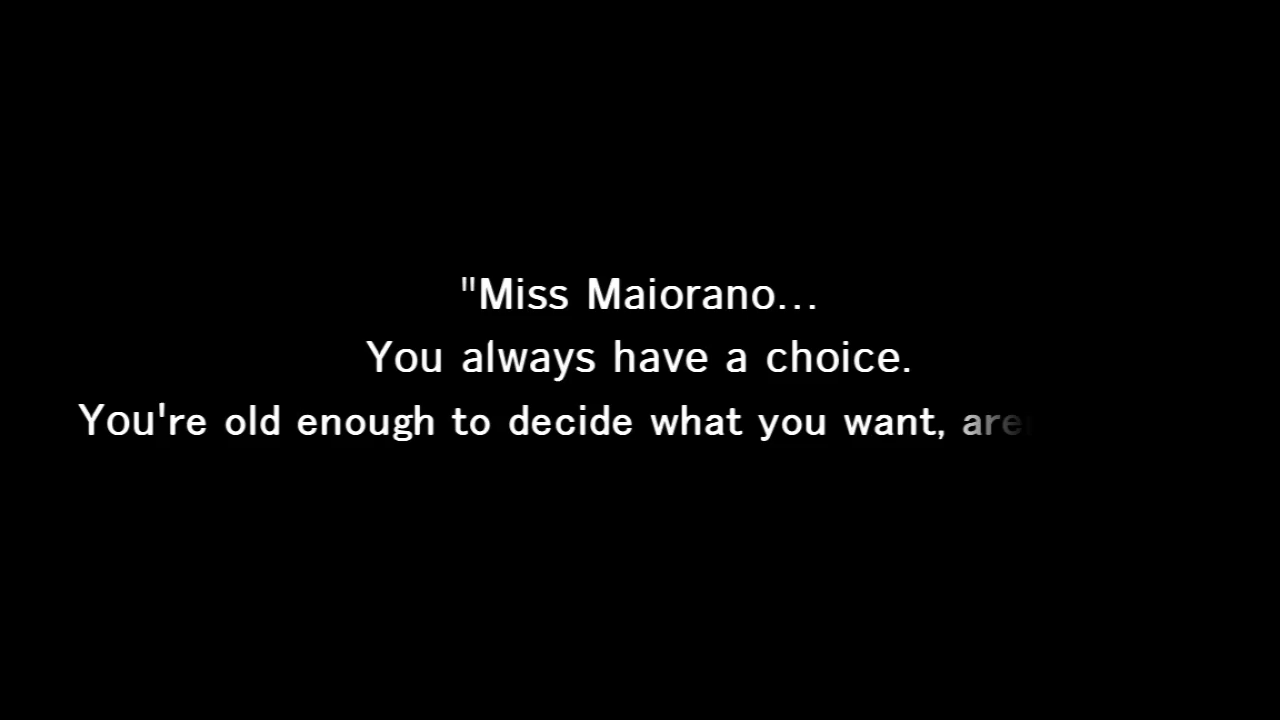 "Miss Maiorano...
You always have a choice.
You're old enough to decide what you want,